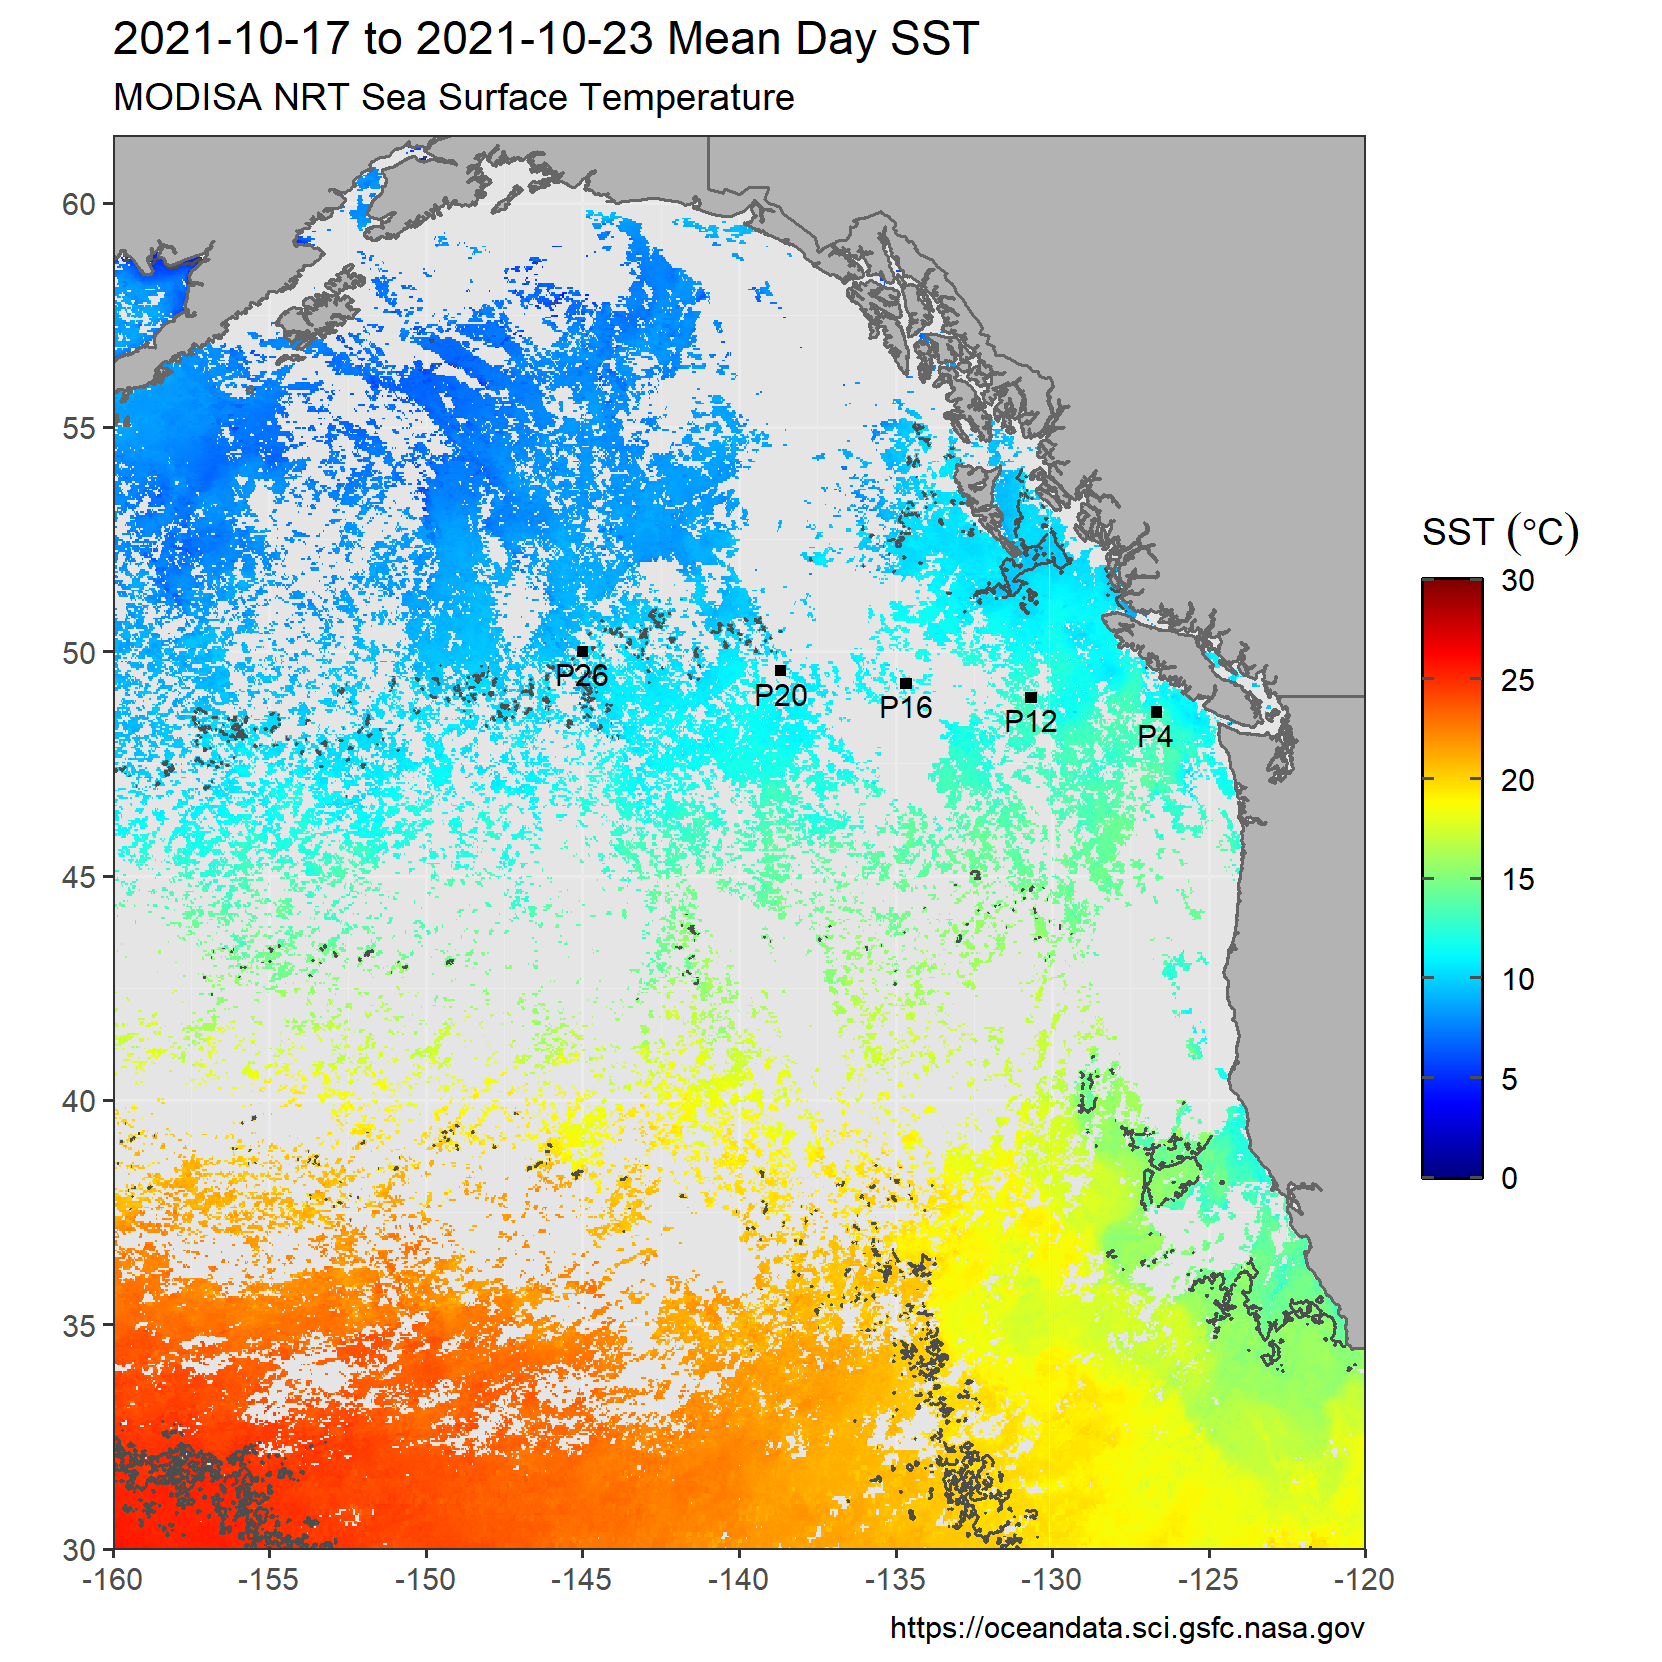 2021-10-17 to 2021-10-23 Mean Day SST
MODISA NRT Sea Surface Temperature
60
55
50
45
40
35
30
P26
P20
P16
P12
P4
-160 -155 -150 -145 -140 -135 -130 -125 -120
SST (°C)
30
25
20
15
10
5
0
https://oceandata.sci.gsfc.nasa.gov